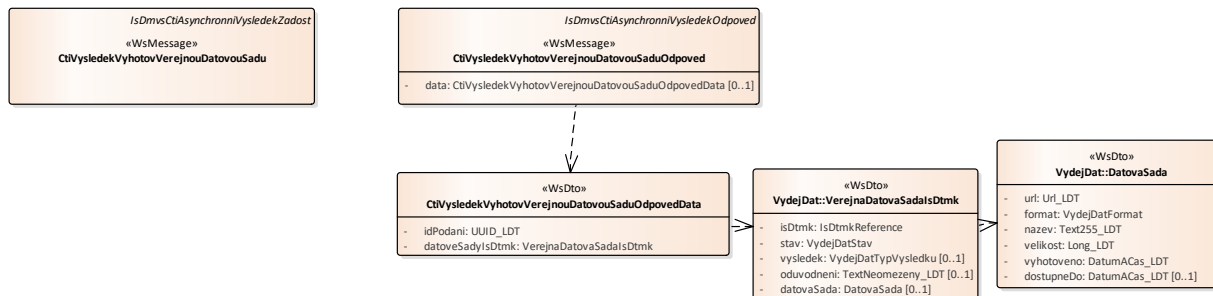 IsDmvsCtiAsynchronniVysledekZadost
«WsMessage»
CtiVysledekVyhotovVerejnouDatovouSadu
IsDmvsCtiAsynchronniVysledekOdpoved
«WsMessage»
CtiVysledekVyhotovVerejnouDatovouSaduOdpoved
- data: CtiVysledekVyhotovVerejnouDatovouSaduOdpovedData [0..1]
«WsDto»
CtiVysledekVyhotovVerejnouDatovouSaduOdpovedData
- idPodani: UUID_LDT
- datoveSadyIsDtmk: VerejnaDatovaSadaIsDtmk
«WsDto»
VydejDat::VerejnaDatovaSadaIsDtmk
- isDtmk: IsDtmkReference
- stav: VydejDatStav
- vysledek: VydejDatTypVysledku [0..1]
- oduvodneni: TextNeomezeny_LDT [0..1]
- datovaSada: DatovaSada [0..1]
«WsDto»
VydejDat::DatovaSada
- url: Url_LDT
- format: VydejDatFormat
- nazev: Text255_LDT
- velikost: Long_LDT
- vyhotoveno: DatumACas_LDT
- dostupneDo: DatumACas_LDT [0..1]